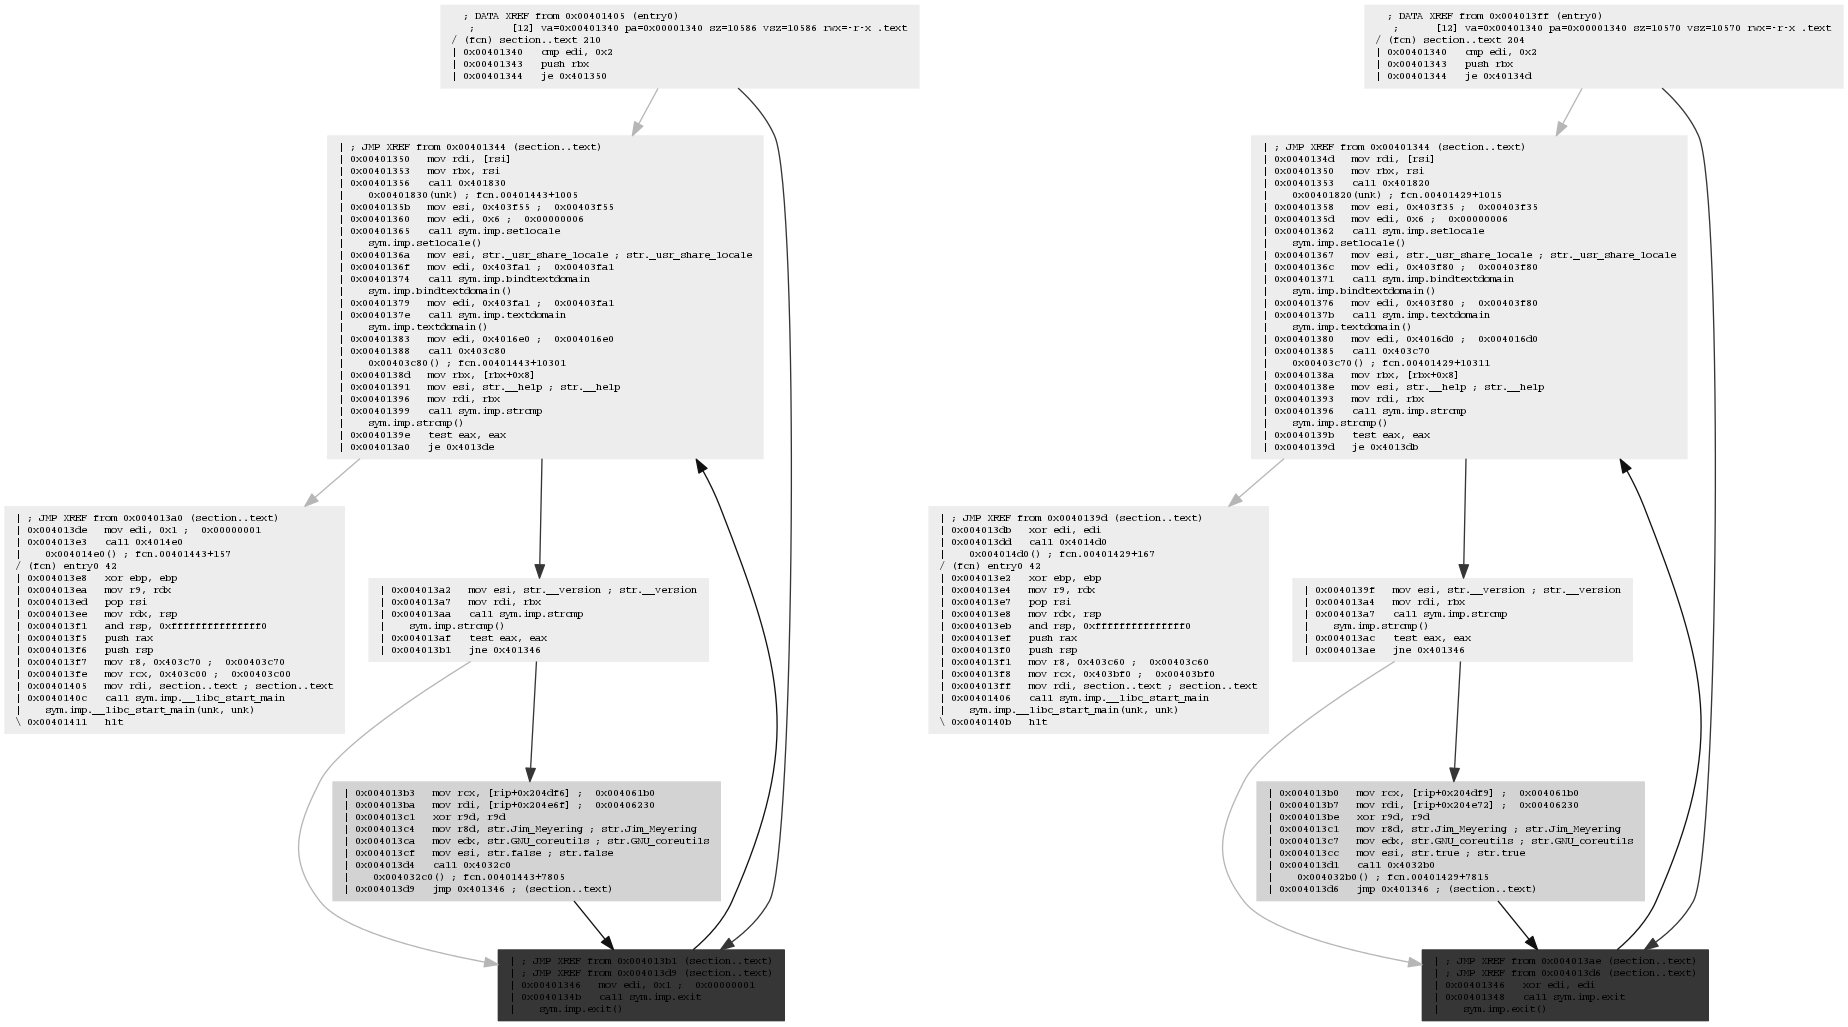 ; DATA XREF from 0x00401405 (entry0)
;      [12] va=0x00401340 pa=0x00001340 sz=10586 vsz=10586 rwx=-r-x .text
/ (fcn) section..text 210
| 0x00401340   cmp edi, 0x2
| 0x00401343   push rbx
| 0x00401344   je 0x401350
| ; JMP XREF from 0x00401344 (section..text)
| 0x00401350   mov rdi, [rsi]
| 0x00401353   mov rbx, rsi
| 0x00401356   call 0x401830
|    0x00401830(unk) ; fcn.00401443+1005
| 0x0040135b   mov esi, 0x403f55 ;  0x00403f55
| 0x00401360   mov edi, 0x6 ;  0x00000006
| 0x00401365   call sym.imp.setlocale
|    sym.imp.setlocale()
| 0x0040136a   mov esi, str._usr_share_locale ; str._usr_share_locale
| 0x0040136f   mov edi, 0x403fa1 ;  0x00403fa1
| 0x00401374   call sym.imp.bindtextdomain
|    sym.imp.bindtextdomain()
| 0x00401379   mov edi, 0x403fa1 ;  0x00403fa1
| 0x0040137e   call sym.imp.textdomain
|    sym.imp.textdomain()
| 0x00401383   mov edi, 0x4016e0 ;  0x004016e0
| 0x00401388   call 0x403c80
|    0x00403c80() ; fcn.00401443+10301
| 0x0040138d   mov rbx, [rbx+0x8]
| 0x00401391   mov esi, str.__help ; str.__help
| 0x00401396   mov rdi, rbx
| 0x00401399   call sym.imp.strcmp
|    sym.imp.strcmp()
| 0x0040139e   test eax, eax
| 0x004013a0   je 0x4013de
| ; JMP XREF from 0x004013a0 (section..text)
| 0x004013de   mov edi, 0x1 ;  0x00000001
| 0x004013e3   call 0x4014e0
|    0x004014e0() ; fcn.00401443+157
/ (fcn) entry0 42
| 0x004013e8   xor ebp, ebp
| 0x004013ea   mov r9, rdx
| 0x004013ed   pop rsi
| 0x004013ee   mov rdx, rsp
| 0x004013f1   and rsp, 0xfffffffffffffff0
| 0x004013f5   push rax
| 0x004013f6   push rsp
| 0x004013f7   mov r8, 0x403c70 ;  0x00403c70
| 0x004013fe   mov rcx, 0x403c00 ;  0x00403c00
| 0x00401405   mov rdi, section..text ; section..text
| 0x0040140c   call sym.imp.__libc_start_main
|    sym.imp.__libc_start_main(unk, unk)
\ 0x00401411   hlt
| 0x004013a2   mov esi, str.__version ; str.__version
| 0x004013a7   mov rdi, rbx
| 0x004013aa   call sym.imp.strcmp
|    sym.imp.strcmp()
| 0x004013af   test eax, eax
| 0x004013b1   jne 0x401346
| 0x004013b3   mov rcx, [rip+0x204df6] ;  0x004061b0
| 0x004013ba   mov rdi, [rip+0x204e6f] ;  0x00406230
| 0x004013c1   xor r9d, r9d
| 0x004013c4   mov r8d, str.Jim_Meyering ; str.Jim_Meyering
| 0x004013ca   mov edx, str.GNU_coreutils ; str.GNU_coreutils
| 0x004013cf   mov esi, str.false ; str.false
| 0x004013d4   call 0x4032c0
|    0x004032c0() ; fcn.00401443+7805
| 0x004013d9   jmp 0x401346 ; (section..text)
| ; JMP XREF from 0x004013b1 (section..text)
| ; JMP XREF from 0x004013d9 (section..text)
| 0x00401346   mov edi, 0x1 ;  0x00000001
| 0x0040134b   call sym.imp.exit
|    sym.imp.exit()
; DATA XREF from 0x004013ff (entry0)
;      [12] va=0x00401340 pa=0x00001340 sz=10570 vsz=10570 rwx=-r-x .text
/ (fcn) section..text 204
| 0x00401340   cmp edi, 0x2
| 0x00401343   push rbx
| 0x00401344   je 0x40134d
| ; JMP XREF from 0x00401344 (section..text)
| 0x0040134d   mov rdi, [rsi]
| 0x00401350   mov rbx, rsi
| 0x00401353   call 0x401820
|    0x00401820(unk) ; fcn.00401429+1015
| 0x00401358   mov esi, 0x403f35 ;  0x00403f35
| 0x0040135d   mov edi, 0x6 ;  0x00000006
| 0x00401362   call sym.imp.setlocale
|    sym.imp.setlocale()
| 0x00401367   mov esi, str._usr_share_locale ; str._usr_share_locale
| 0x0040136c   mov edi, 0x403f80 ;  0x00403f80
| 0x00401371   call sym.imp.bindtextdomain
|    sym.imp.bindtextdomain()
| 0x00401376   mov edi, 0x403f80 ;  0x00403f80
| 0x0040137b   call sym.imp.textdomain
|    sym.imp.textdomain()
| 0x00401380   mov edi, 0x4016d0 ;  0x004016d0
| 0x00401385   call 0x403c70
|    0x00403c70() ; fcn.00401429+10311
| 0x0040138a   mov rbx, [rbx+0x8]
| 0x0040138e   mov esi, str.__help ; str.__help
| 0x00401393   mov rdi, rbx
| 0x00401396   call sym.imp.strcmp
|    sym.imp.strcmp()
| 0x0040139b   test eax, eax
| 0x0040139d   je 0x4013db
| ; JMP XREF from 0x0040139d (section..text)
| 0x004013db   xor edi, edi
| 0x004013dd   call 0x4014d0
|    0x004014d0() ; fcn.00401429+167
/ (fcn) entry0 42
| 0x004013e2   xor ebp, ebp
| 0x004013e4   mov r9, rdx
| 0x004013e7   pop rsi
| 0x004013e8   mov rdx, rsp
| 0x004013eb   and rsp, 0xfffffffffffffff0
| 0x004013ef   push rax
| 0x004013f0   push rsp
| 0x004013f1   mov r8, 0x403c60 ;  0x00403c60
| 0x004013f8   mov rcx, 0x403bf0 ;  0x00403bf0
| 0x004013ff   mov rdi, section..text ; section..text
| 0x00401406   call sym.imp.__libc_start_main
|    sym.imp.__libc_start_main(unk, unk)
\ 0x0040140b   hlt
| 0x0040139f   mov esi, str.__version ; str.__version
| 0x004013a4   mov rdi, rbx
| 0x004013a7   call sym.imp.strcmp
|    sym.imp.strcmp()
| 0x004013ac   test eax, eax
| 0x004013ae   jne 0x401346
| 0x004013b0   mov rcx, [rip+0x204df9] ;  0x004061b0
| 0x004013b7   mov rdi, [rip+0x204e72] ;  0x00406230
| 0x004013be   xor r9d, r9d
| 0x004013c1   mov r8d, str.Jim_Meyering ; str.Jim_Meyering
| 0x004013c7   mov edx, str.GNU_coreutils ; str.GNU_coreutils
| 0x004013cc   mov esi, str.true ; str.true
| 0x004013d1   call 0x4032b0
|    0x004032b0() ; fcn.00401429+7815
| 0x004013d6   jmp 0x401346 ; (section..text)
| ; JMP XREF from 0x004013ae (section..text)
| ; JMP XREF from 0x004013d6 (section..text)
| 0x00401346   xor edi, edi
| 0x00401348   call sym.imp.exit
|    sym.imp.exit()